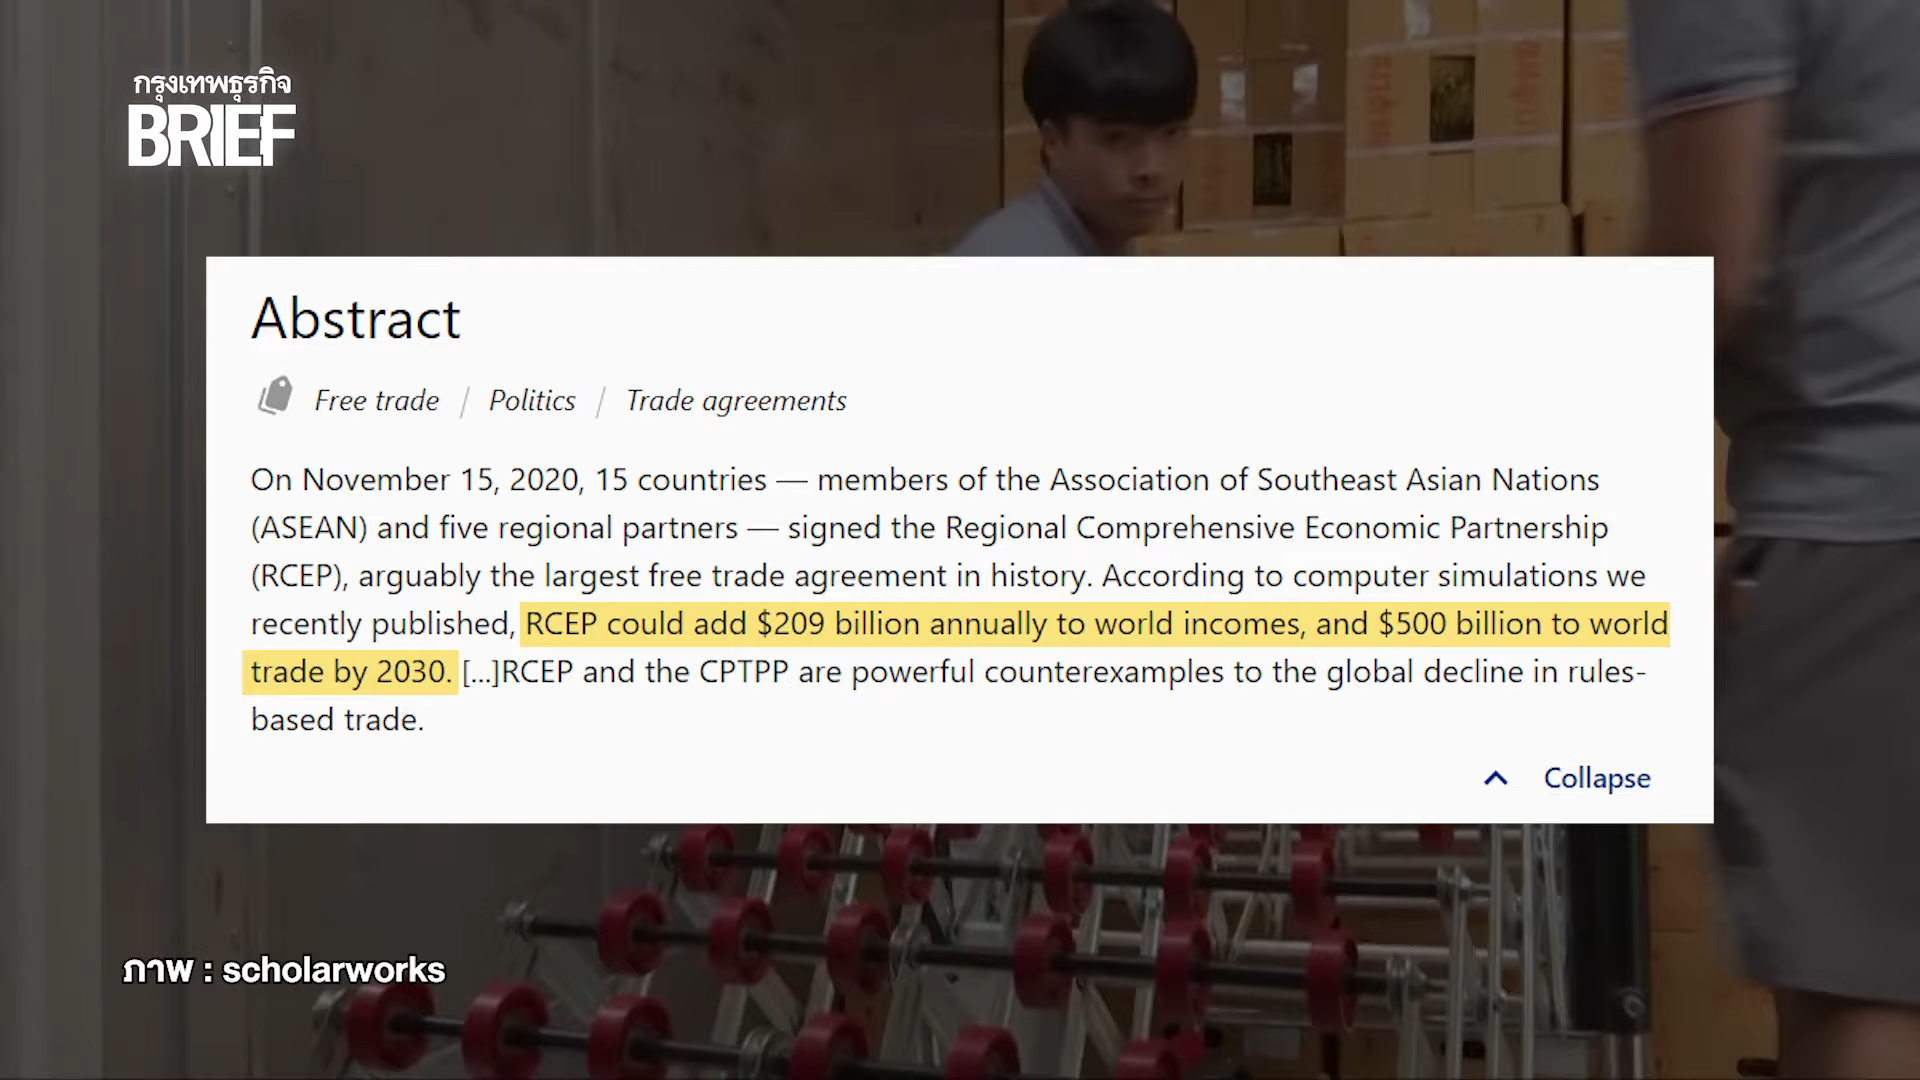 กรุงเทพธุรกิจ
BRIEF
Abstract
Free trade / Politics / Trade agreements
On November 15, 2020, 15 countries — members of the Association of Southeast Asian Nations
(ASEAN) and five regional partners — signed the Regional Comprehensive Economic Partnership
(RCEP), arguably the largest free trade agreement in history. According to computer simulations we
recently published, RCEP could add $209 billion annually to world incomes, and $500 billion to world
trade by 2030. [...]RCEP and the CPTPP are powerful counterexamples to the global decline in rules-
based trade.
Collapse
ภาพ : scholarworks